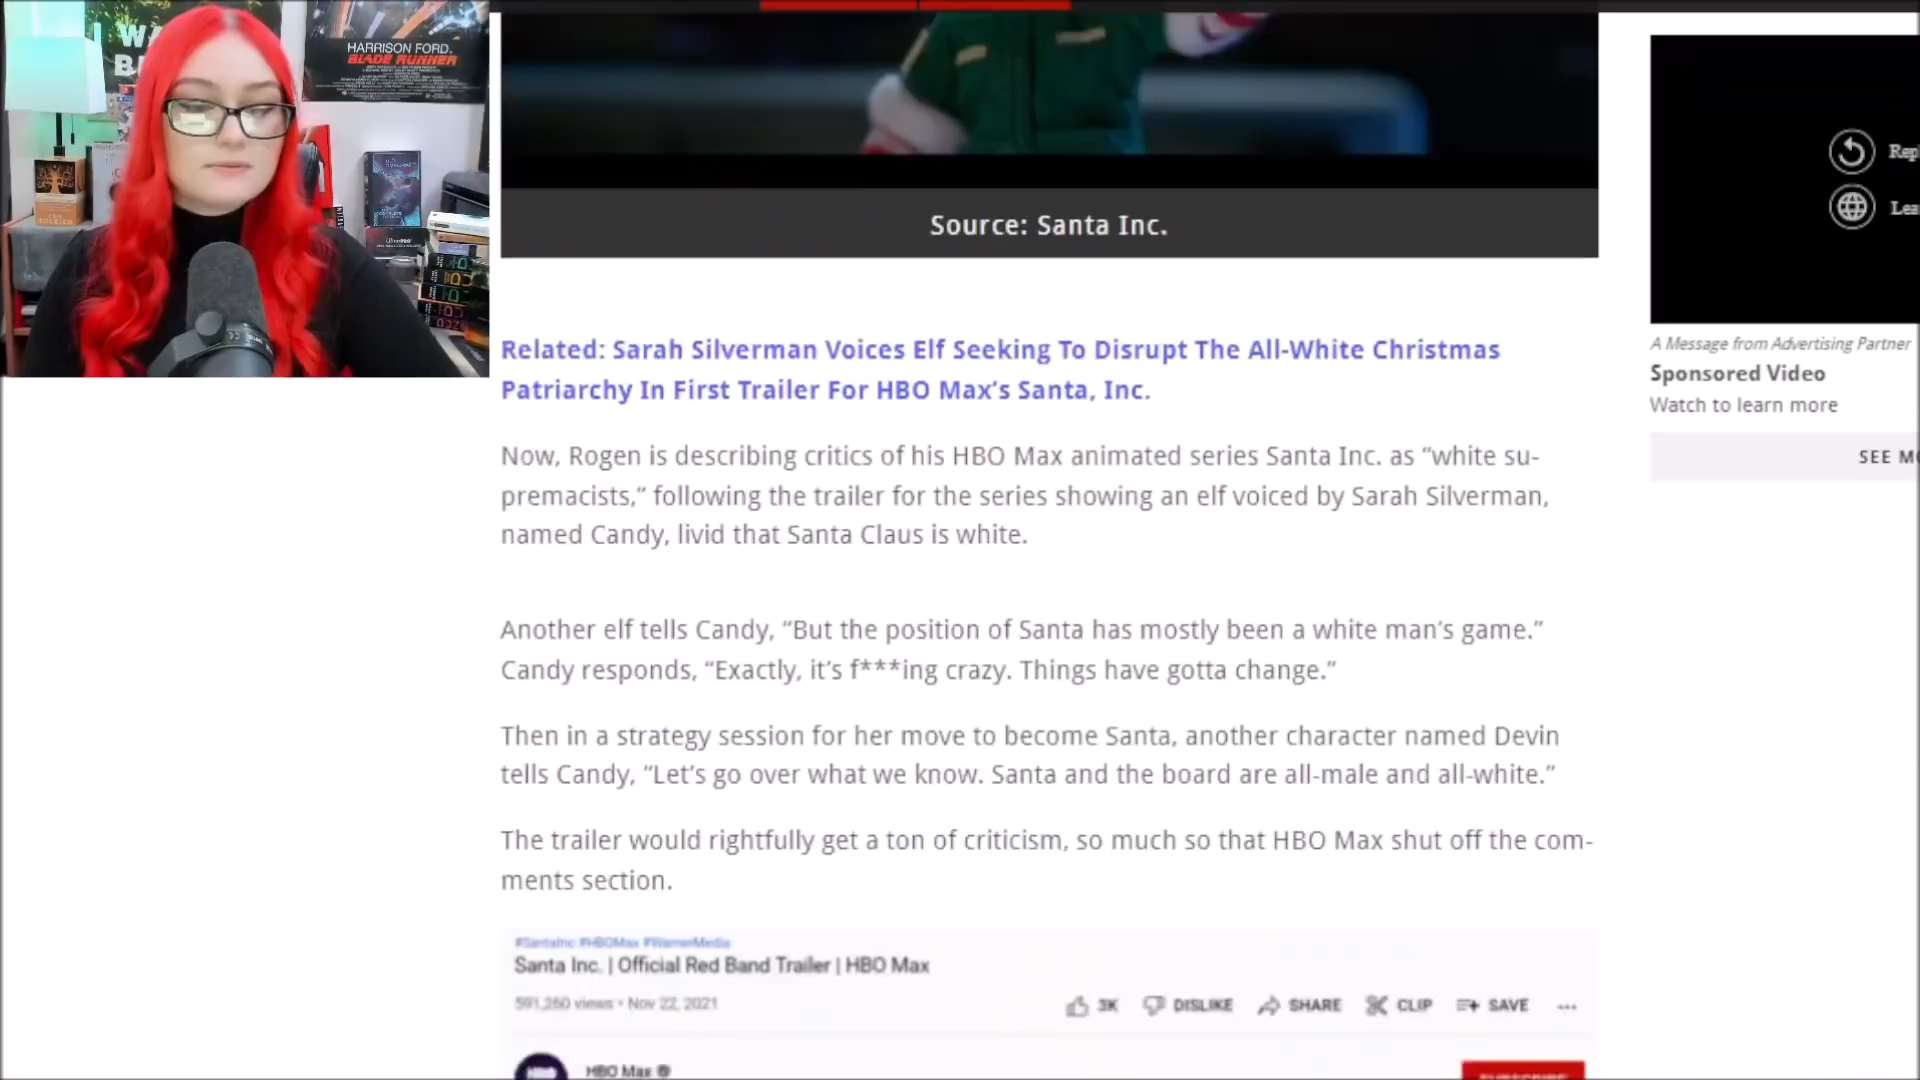 HARRISON FORD.
BLADE RUNNER
Source: Santa Inc.
Related: Sarah Silverman Voices Elf Seeking To Disrupt The All-White Christmas
Patriarchy In First Trailer For HBO Max’s Santa, Inc.
Now, Rogen is describing critics of his HBO Max animated series Santa Inc. as “white su-
premacists,” following the trailer for the series showing an elf voiced by Sarah Silverman,
named Candy, livid that Santa Claus is white.
Another elf tells Candy, “But the position of Santa has mostly been a white man’s game.”
Candy responds, “Exactly, it’s f***ing crazy. Things have gotta change.”
Then in a strategy session for her move to become Santa, another character named Devin
tells Candy, “Let’s go over what we know. Santa and the board are all-male and all-white.”
The trailer would rightfully get a ton of criticism, so much so that HBO Max shut off the com-
ments section.
#SantaInc #HBOMax #WarnerMedia
Santa Inc. | Official Red Band Trailer | HBO Max
591,260 views • Nov 22, 2021
3K DISLIKE SHARE CLIP SAVE ...
HBO Max
Rep
Lea
A Message from Advertising Partner
Sponsored Video
Watch to learn more
SEE MO